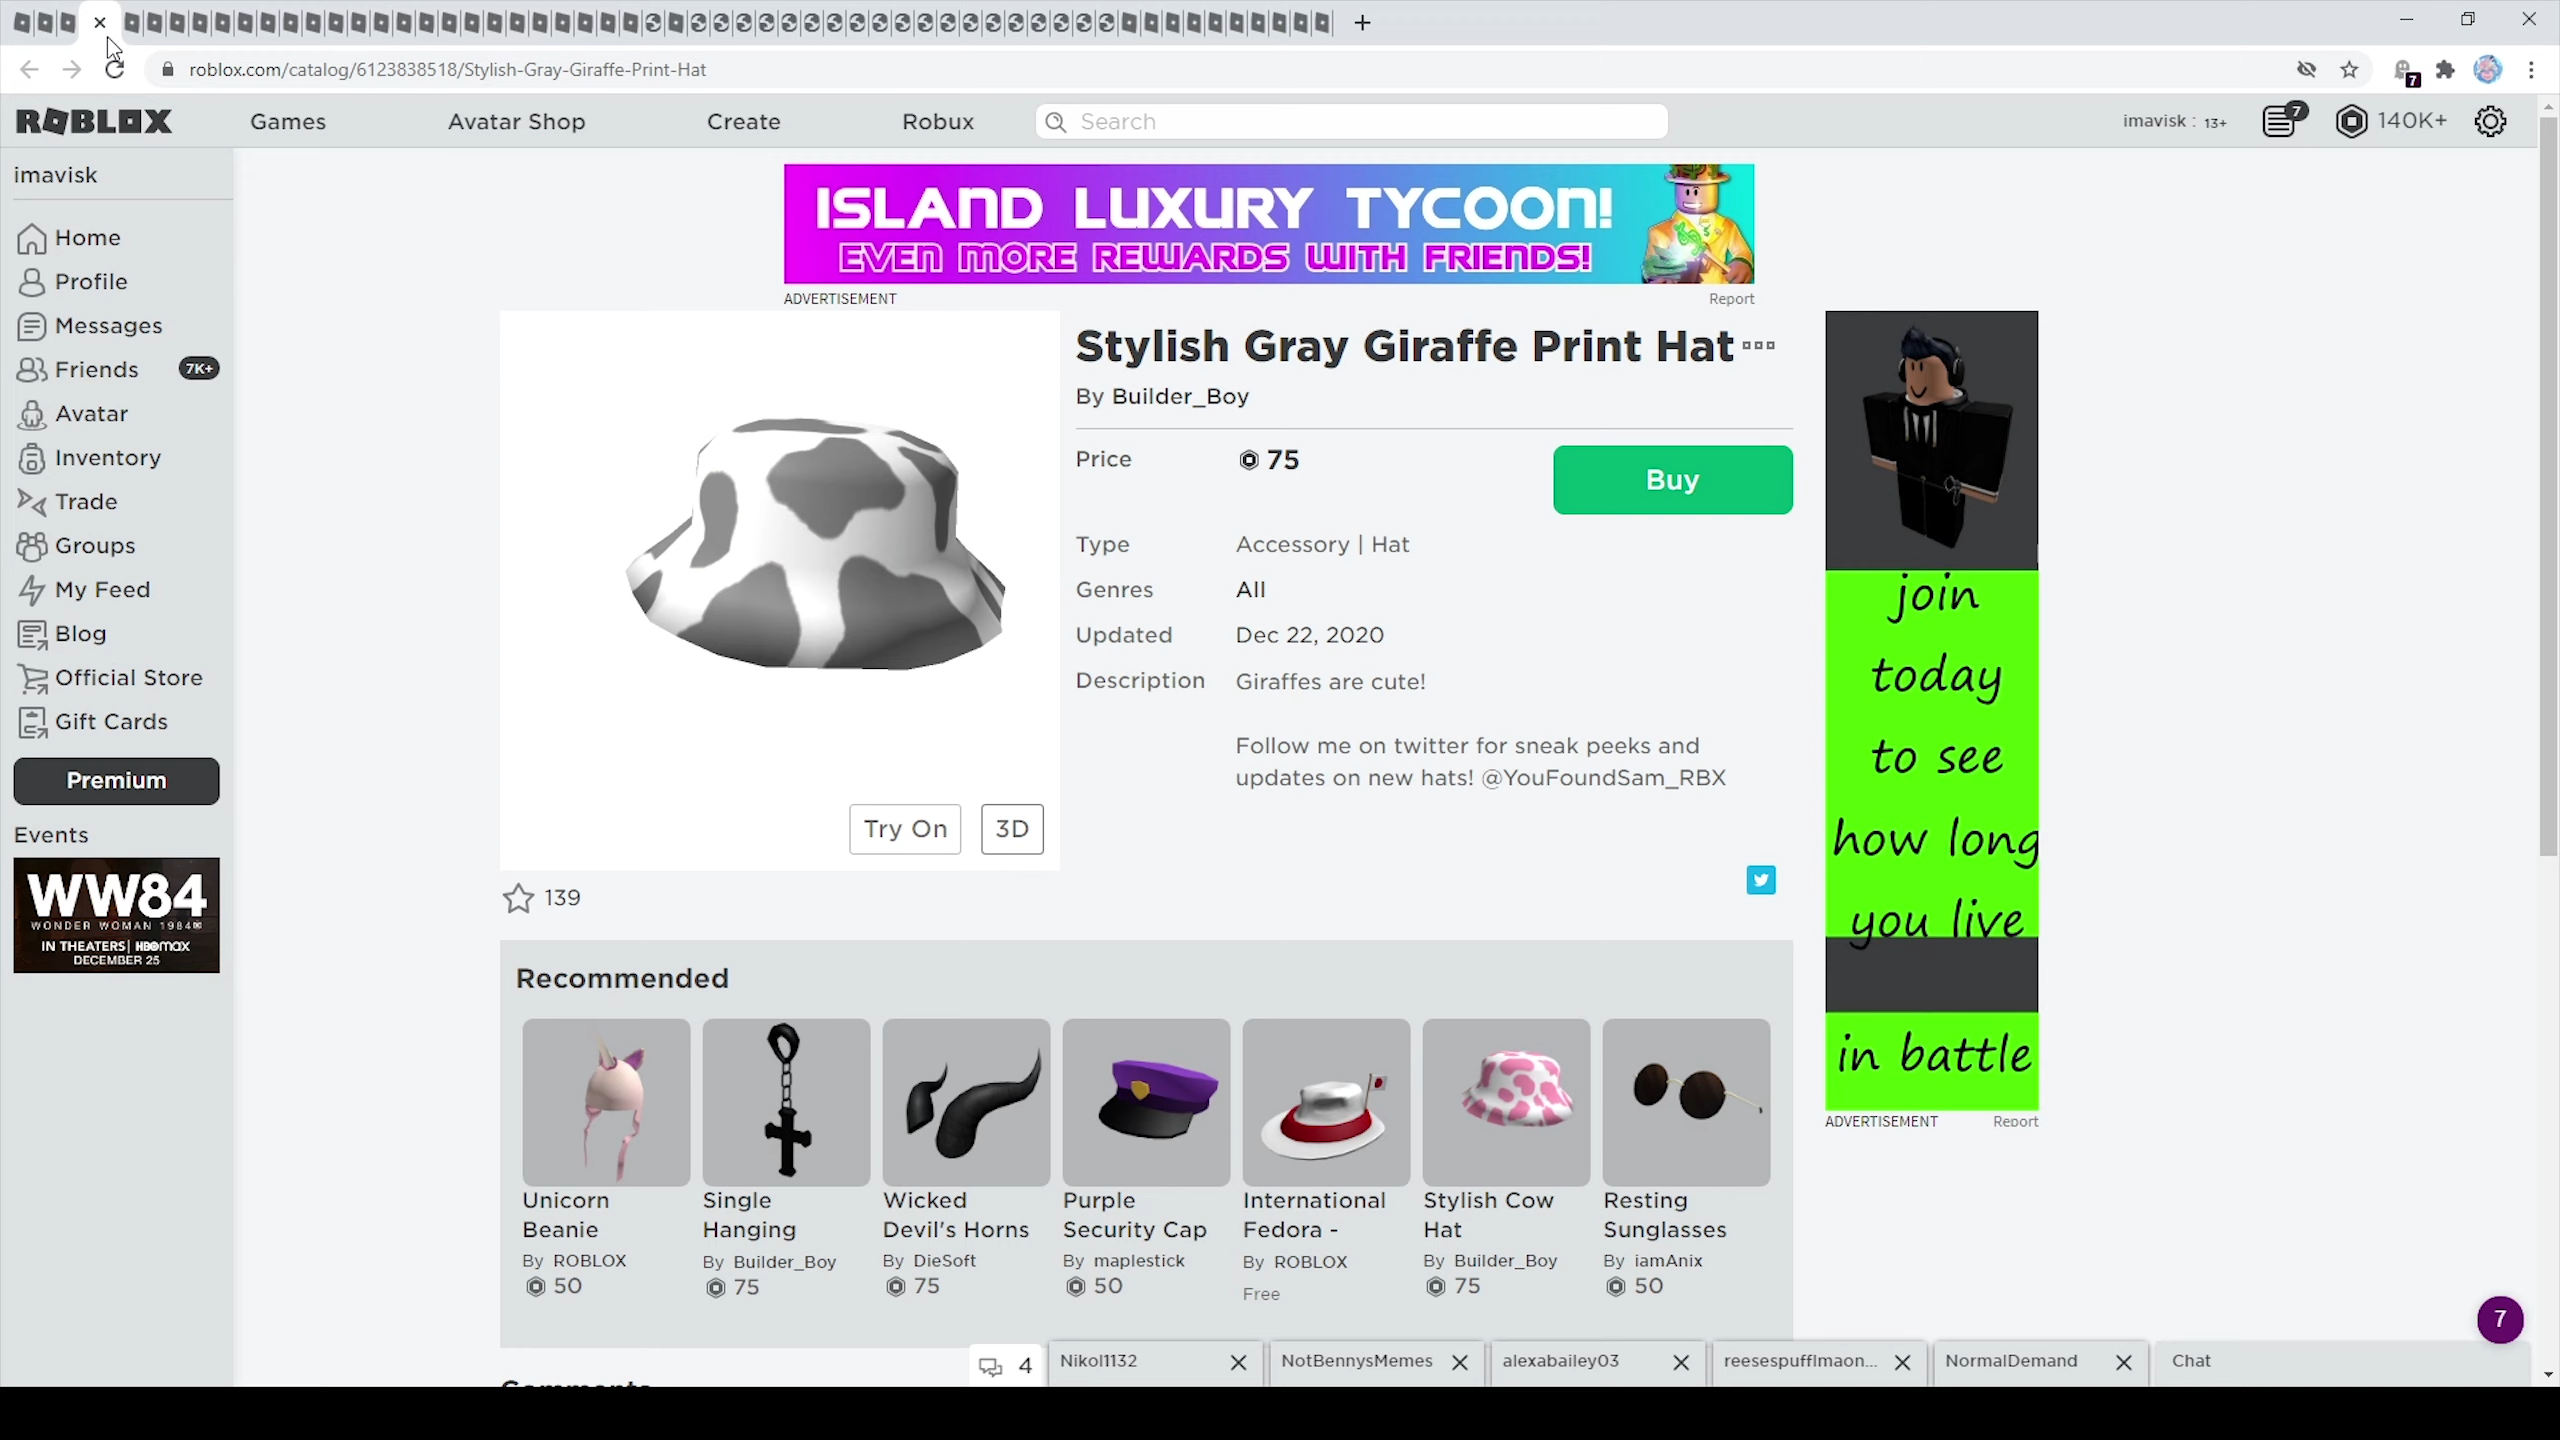 roblox.com/catalog/6123838518/Stylish-Gray-Giraffe-Print-Hat
7
ROBLOX
Games
Avatar Shop
Create
Robux
Search
imavisk : 13+
7
140K+
imavisk
Home
Profile
Messages
Friends
7K+
Avatar
Inventory
Trade
Groups
My Feed
Blog
Official Store
Gift Cards
Premium
Events
WW84
WONDER WOMAN 1984
IN THEATERS | HBOmax
DECEMBER 25
ISLAND LUXURY TYCOON!
EVEN MORE REWARDS WITH FRIENDS!
ADVERTISEMENT
Report
Stylish Gray Giraffe Print Hat
By Builder_Boy
Price
75
Buy
Type
Accessory | Hat
Genres
All
Updated
Dec 22, 2020
Description
Giraffes are cute!
Follow me on twitter for sneak peeks and
updates on new hats! @YouFoundSam_RBX
Try On
3D
139
join
today
to see
how long
you live
in battle
ADVERTISEMENT
Report
Recommended
Unicorn
Beanie
By ROBLOX
50
Single
Hanging
By Builder_Boy
75
Wicked
Devil's Horns
By DieSoft
75
Purple
Security Cap
By maplestick
50
International
Fedora -
By ROBLOX
Free
Stylish Cow
Hat
By Builder_Boy
75
Resting
Sunglasses
By iamAnix
50
7
Comments
4
Nikol1132
NotBennysMemes
alexabailey03
reesespufflmaon...
NormalDemand
Chat